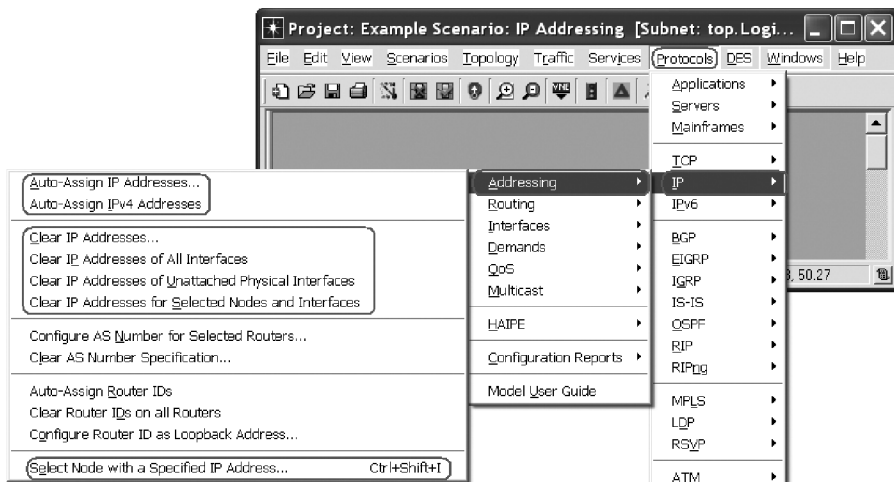 Project: Example Scenario: IP Addressing [Subnet: top.Logi...
File Edit View Scenarios Topology Traffic Services Protocols DES Windows Help
VNE
Applications
Servers
Mainframes
TCP
IP
IPv6
BGP
EIGRP
IGRP
IS-IS
OSPF
RIP
RIPng
MPLS
LDP
RSVP
ATM
Addressing
Routing
Interfaces
Demands
QoS
Multicast
HAIPE
Configuration Reports
Model User Guide
Auto-Assign IP Addresses...
Auto-Assign IPv4 Addresses
Clear IP Addresses...
Clear IP Addresses of All Interfaces
Clear IP Addresses of Unattached Physical Interfaces
Clear IP Addresses for Selected Nodes and Interfaces
Configure AS Number for Selected Routers...
Clear AS Number Specification...
Auto-Assign Router IDs
Clear Router IDs on all Routers
Configure Router ID as Loopback Address...
Select Node with a Specified IP Address... Ctrl+Shift+I
, 50.27